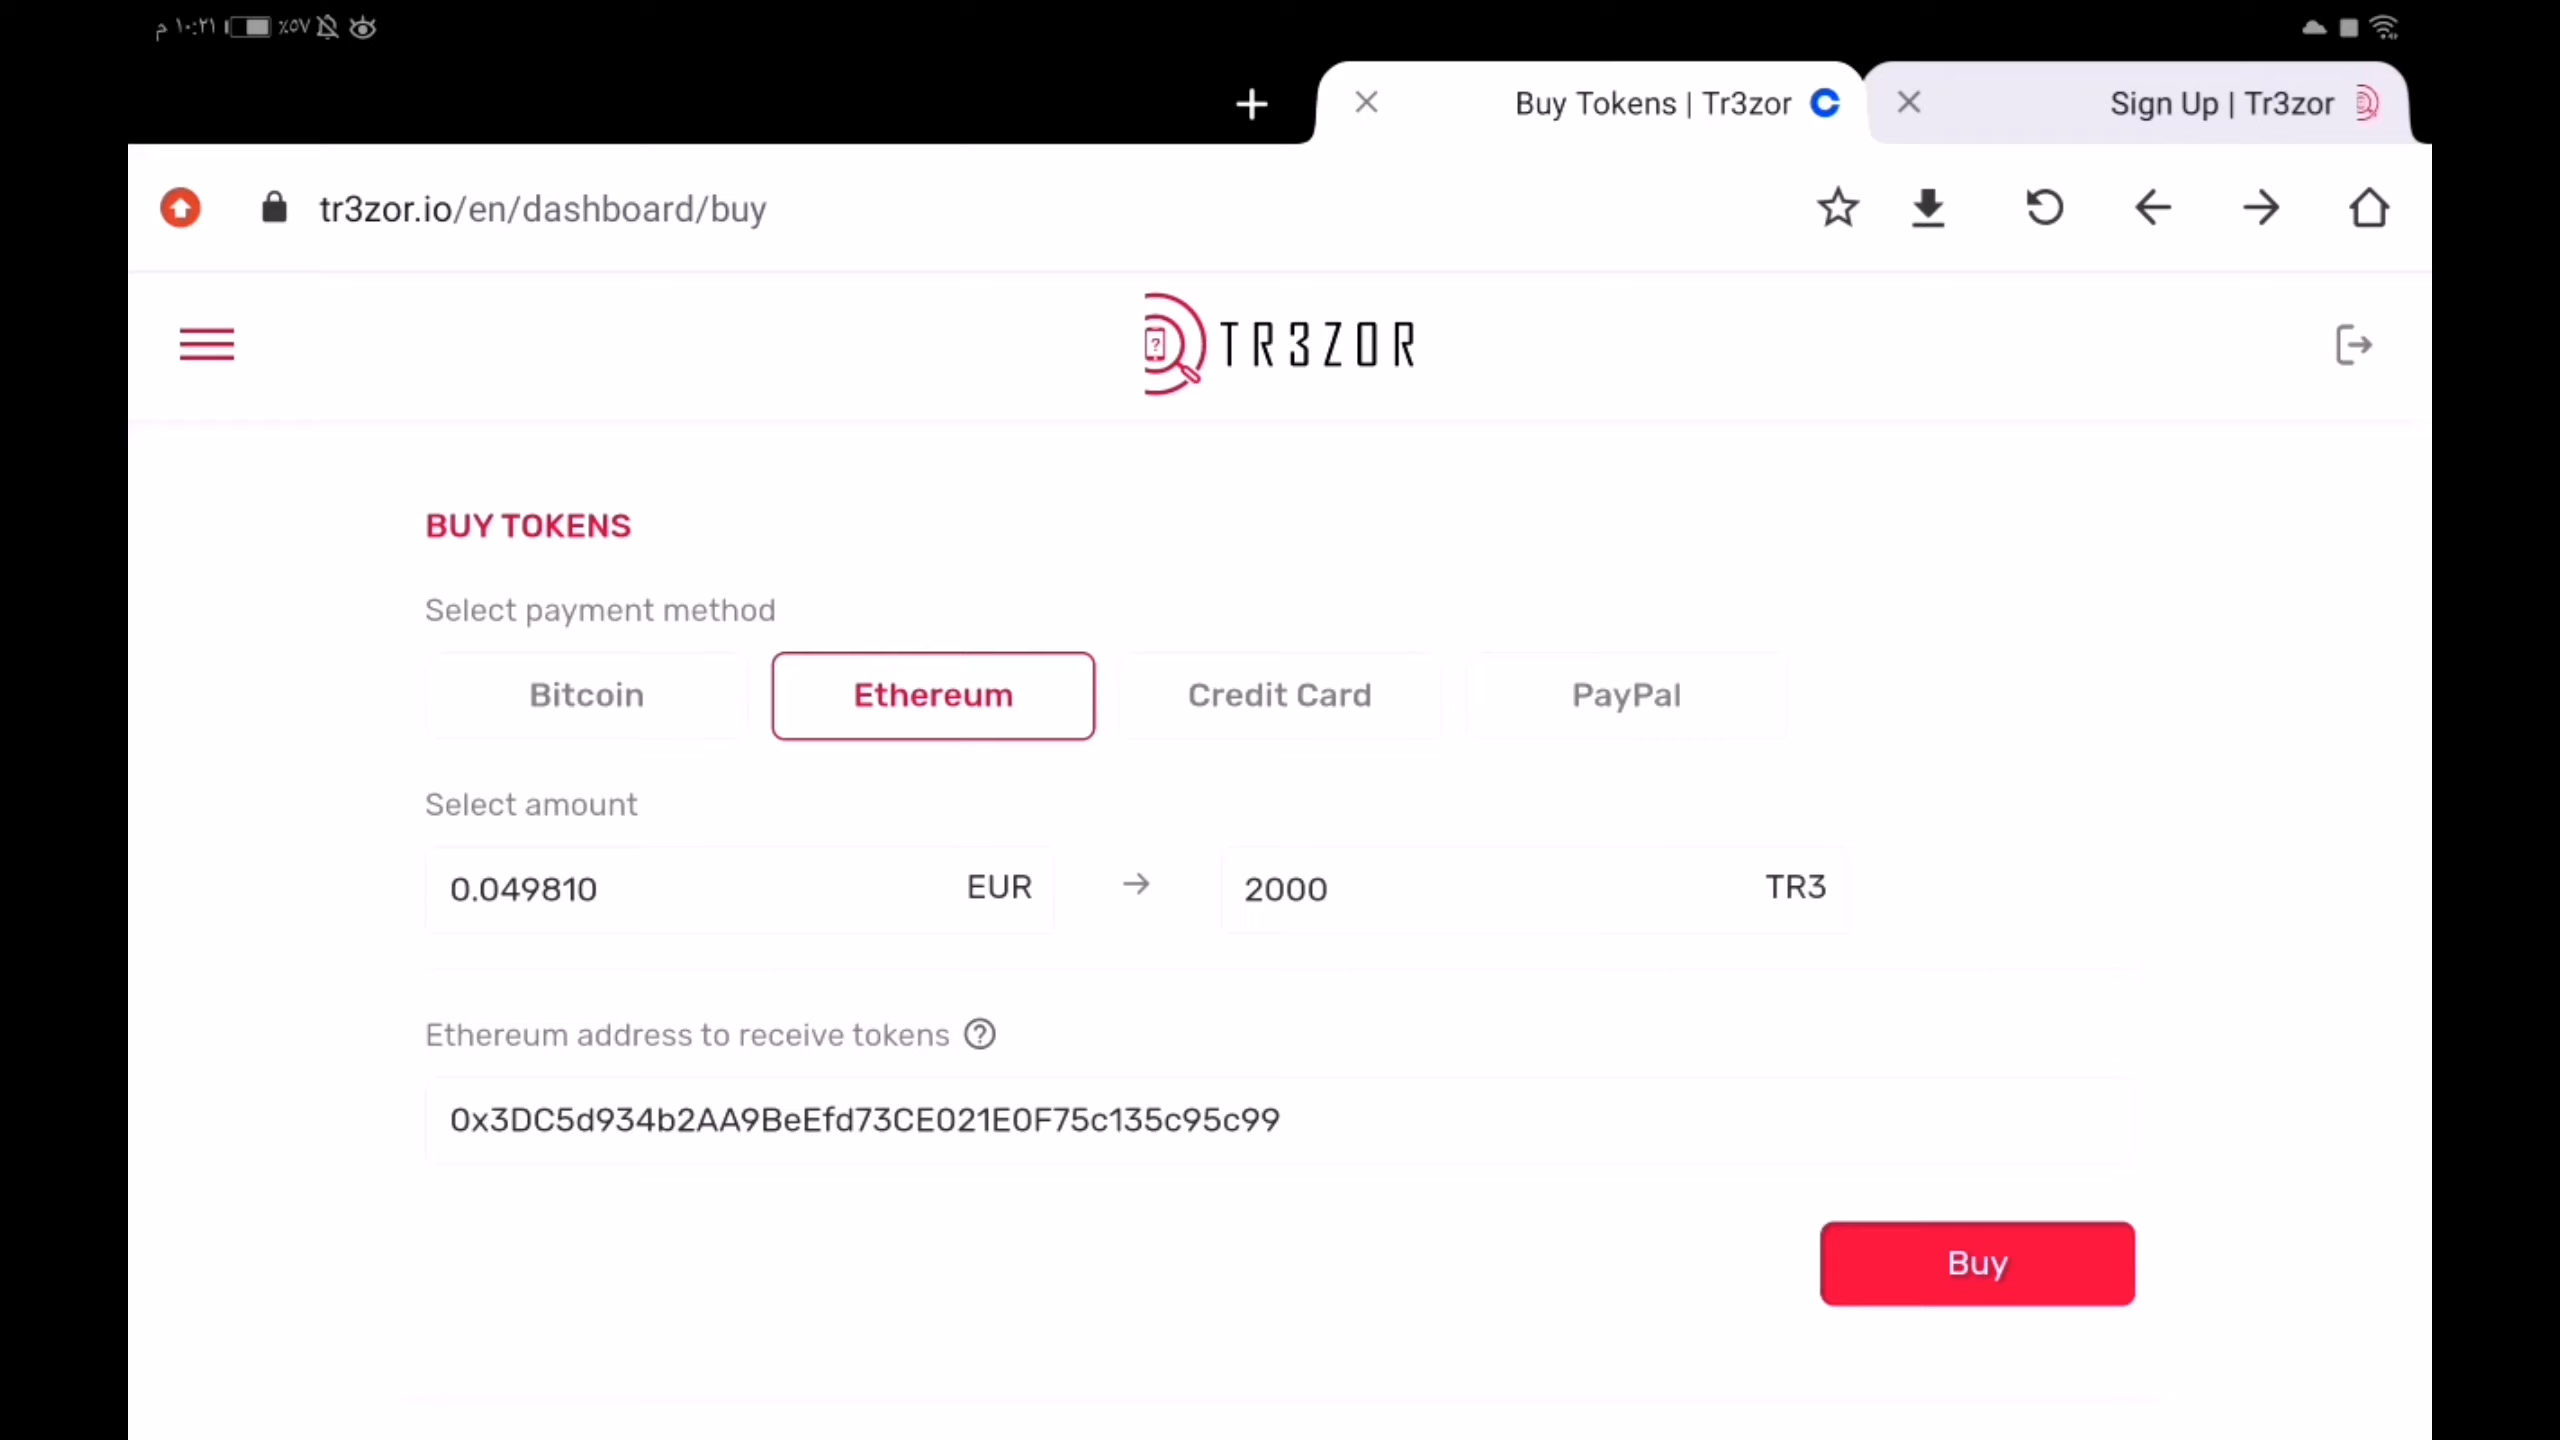 م ١٠:٢١ ٪٥٧
Buy Tokens | Tr3zor
Sign Up | Tr3zor
tr3zor.io/en/dashboard/buy
TR3ZOR
BUY TOKENS
Select payment method
Bitcoin Ethereum Credit Card PayPal
Select amount
0.049810 EUR → 2000 TR3
Ethereum address to receive tokens ?
0x3DC5d934b2AA9BeEfd73CE021E0F75c135c95c99
Buy